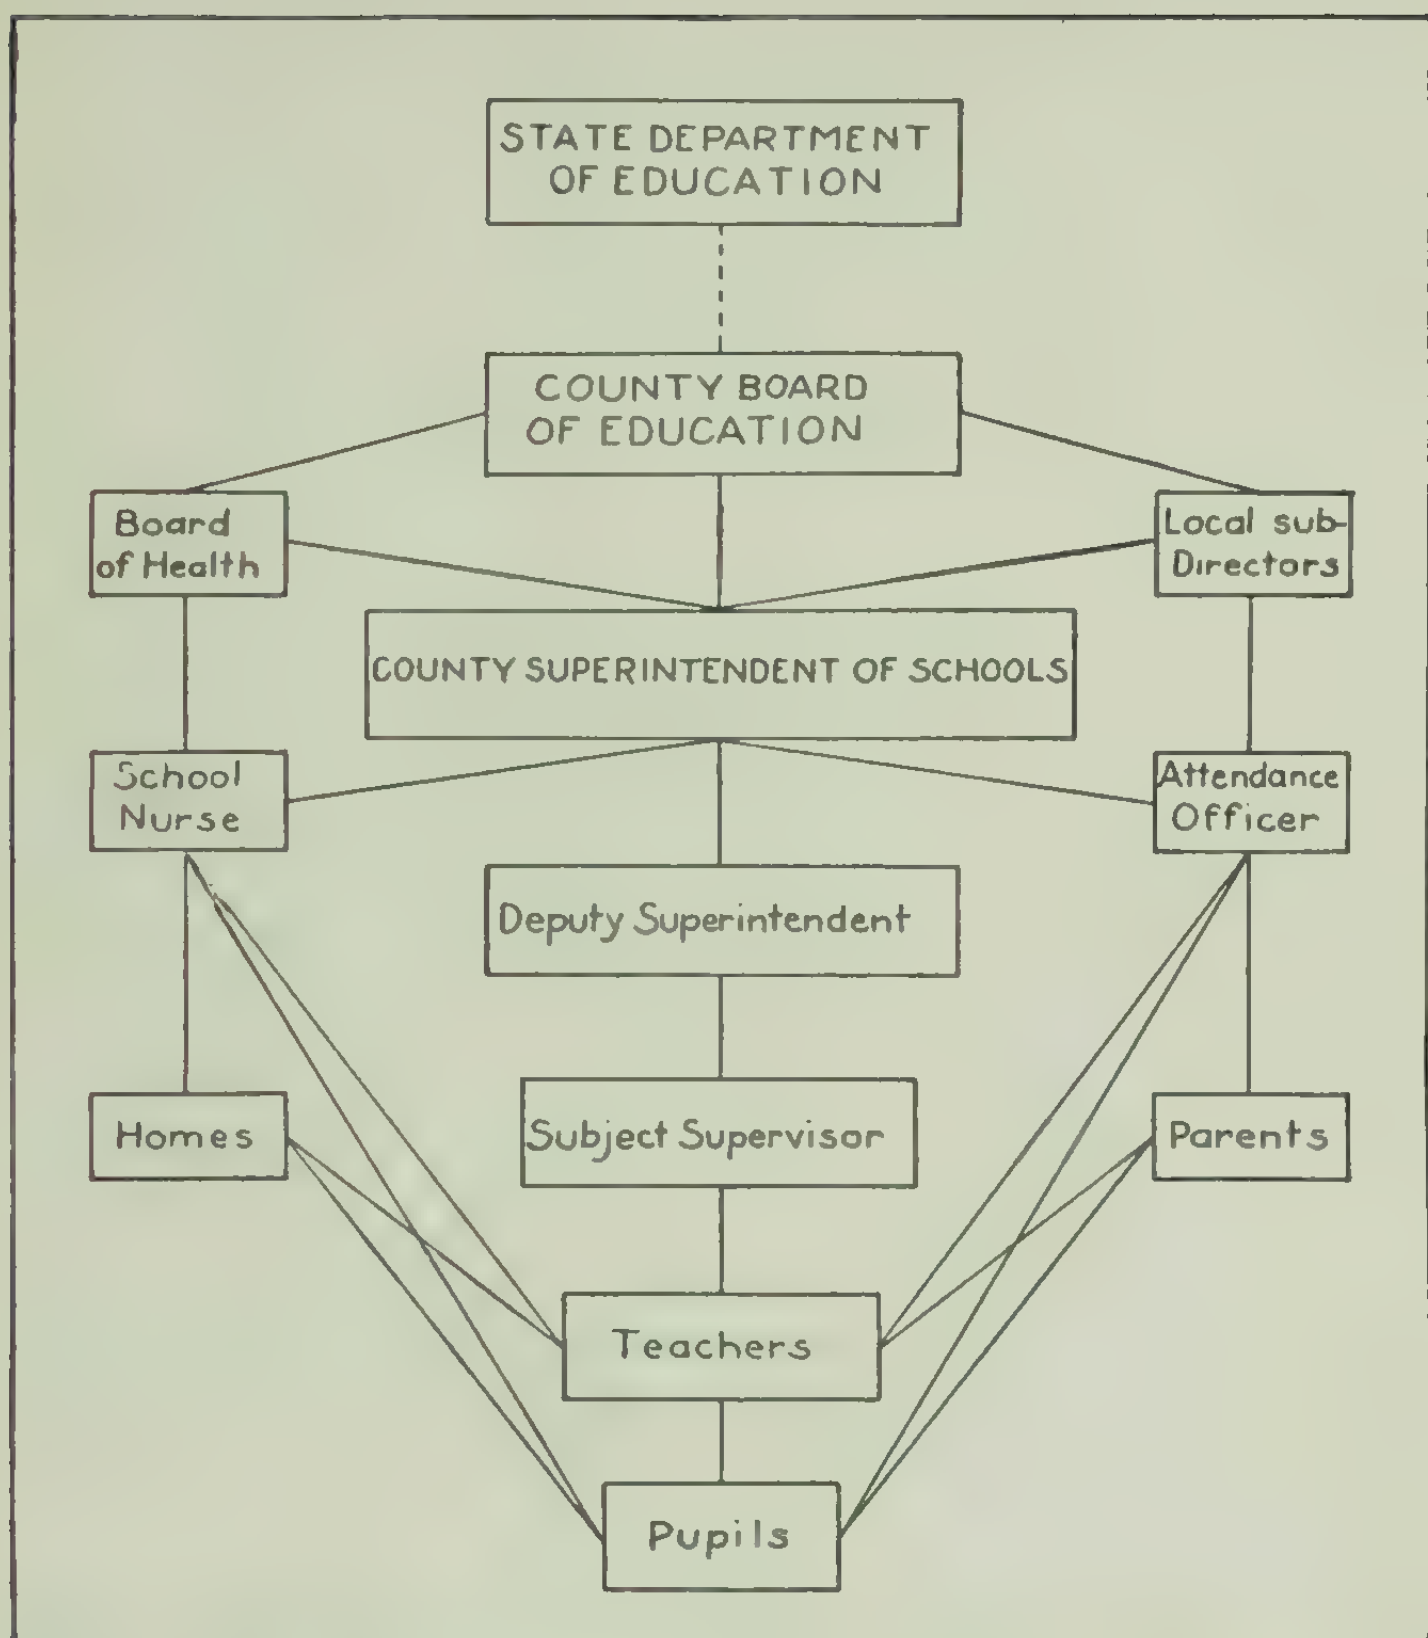 STATE DEPARTMENT
OF EDUCATION
COUNTY BOARD
OF EDUCATION
Board
of Health
Local sub-
Directors
COUNTY SUPERINTENDENT OF SCHOOLS
School
Nurse
Attendance
Officer
Deputy Superintendent
Homes
Subject Supervisor
Parents
Teachers
Pupils